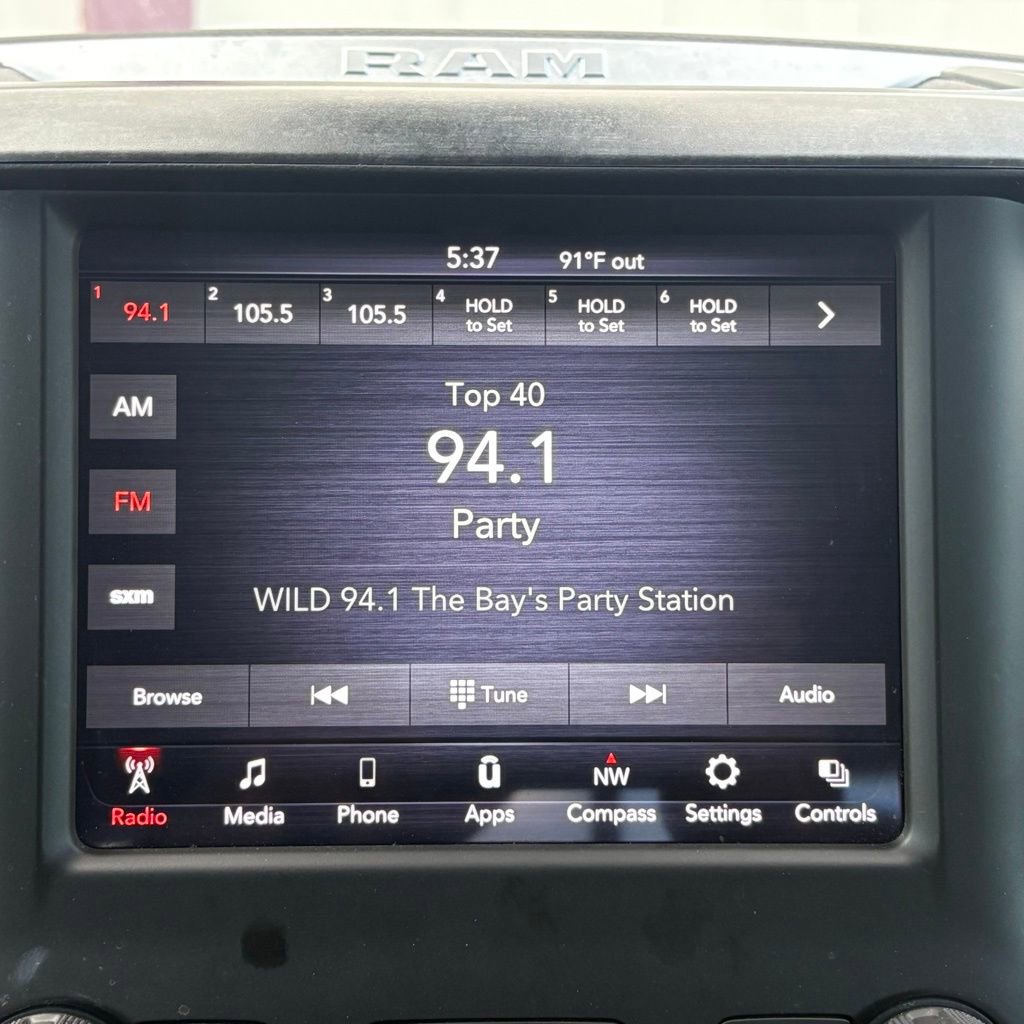 RAM
5:37 91°F out
1 94.1 2 105.5 3 105.5 4 HOLD to Set 5 HOLD to Set 6 HOLD to Set
AM
Top 40
94.1
FM
Party
sxm
WILD 94.1 The Bay's Party Station
Browse Tune Audio
NW
Radio Media Phone Apps Compass Settings Controls